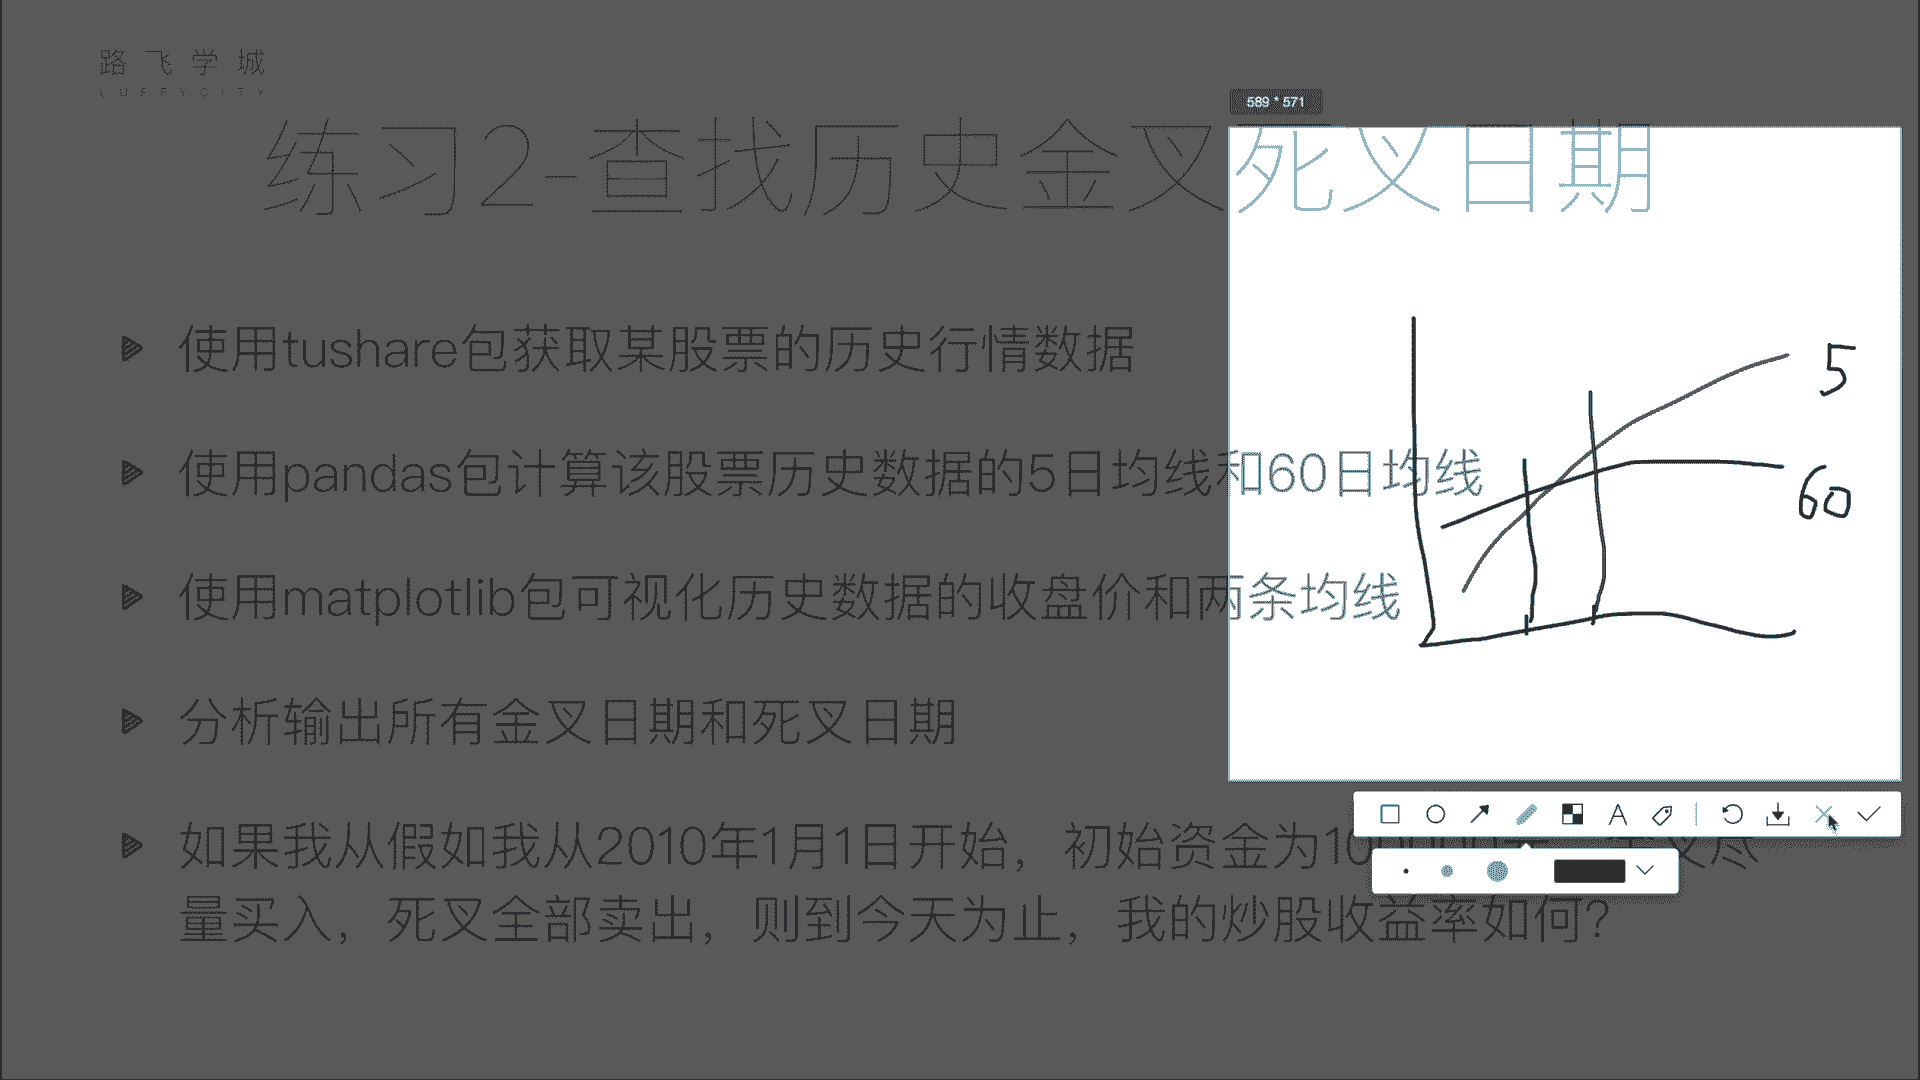 路飞学城
LUFFYCITY
589 * 571
练习2-查找历史金叉死叉日期
使用tushare包获取某股票的历史行情数据
使用pandas包计算该股票历史数据的5日均线和60日均线
使用matplotlib包可视化历史数据的收盘价和两条均线
分析输出所有金叉日期和死叉日期
如果我从假如我从2010年1月1日开始，初始资金为10
量买入，死叉全部卖出，则到今天为止，我的炒股收益率如何？
5
60
A